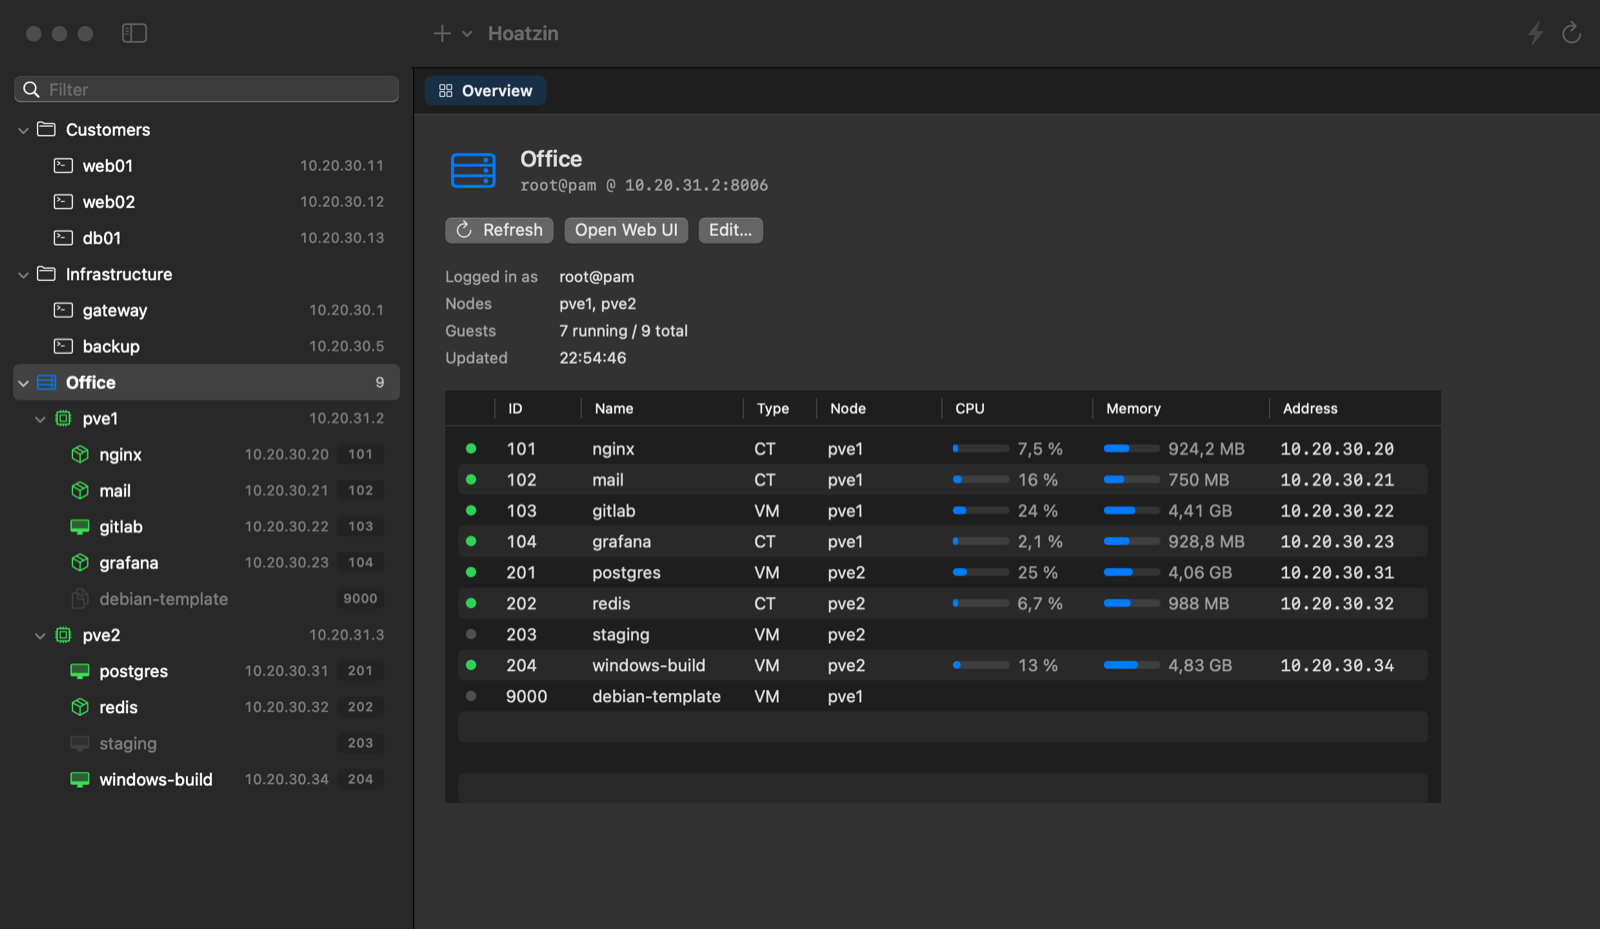 Hoatzin
Filter
Overview
Customers
web01 10.20.30.11
web02 10.20.30.12
db01 10.20.30.13
Infrastructure
gateway 10.20.30.1
backup 10.20.30.5
Office 9
pve1 10.20.31.2
nginx 10.20.30.20 101
mail 10.20.30.21 102
gitlab 10.20.30.22 103
grafana 10.20.30.23 104
debian-template 9000
pve2 10.20.31.3
postgres 10.20.30.31 201
redis 10.20.30.32 202
staging 203
windows-build 10.20.30.34 204
Office
root@pam @ 10.20.31.2:8006
Refresh Open Web UI Edit...
Logged in as root@pam
Nodes pve1, pve2
Guests 7 running / 9 total
Updated 22:54:46
ID Name Type Node CPU Memory Address
101 nginx CT pve1 7,5 % 924,2 MB 10.20.30.20
102 mail CT pve1 16 % 750 MB 10.20.30.21
103 gitlab VM pve1 24 % 4,41 GB 10.20.30.22
104 grafana CT pve1 2,1 % 928,8 MB 10.20.30.23
201 postgres VM pve2 25 % 4,06 GB 10.20.30.31
202 redis CT pve2 6,7 % 988 MB 10.20.30.32
203 staging VM pve2
204 windows-build VM pve2 13 % 4,83 GB 10.20.30.34
9000 debian-template VM pve1